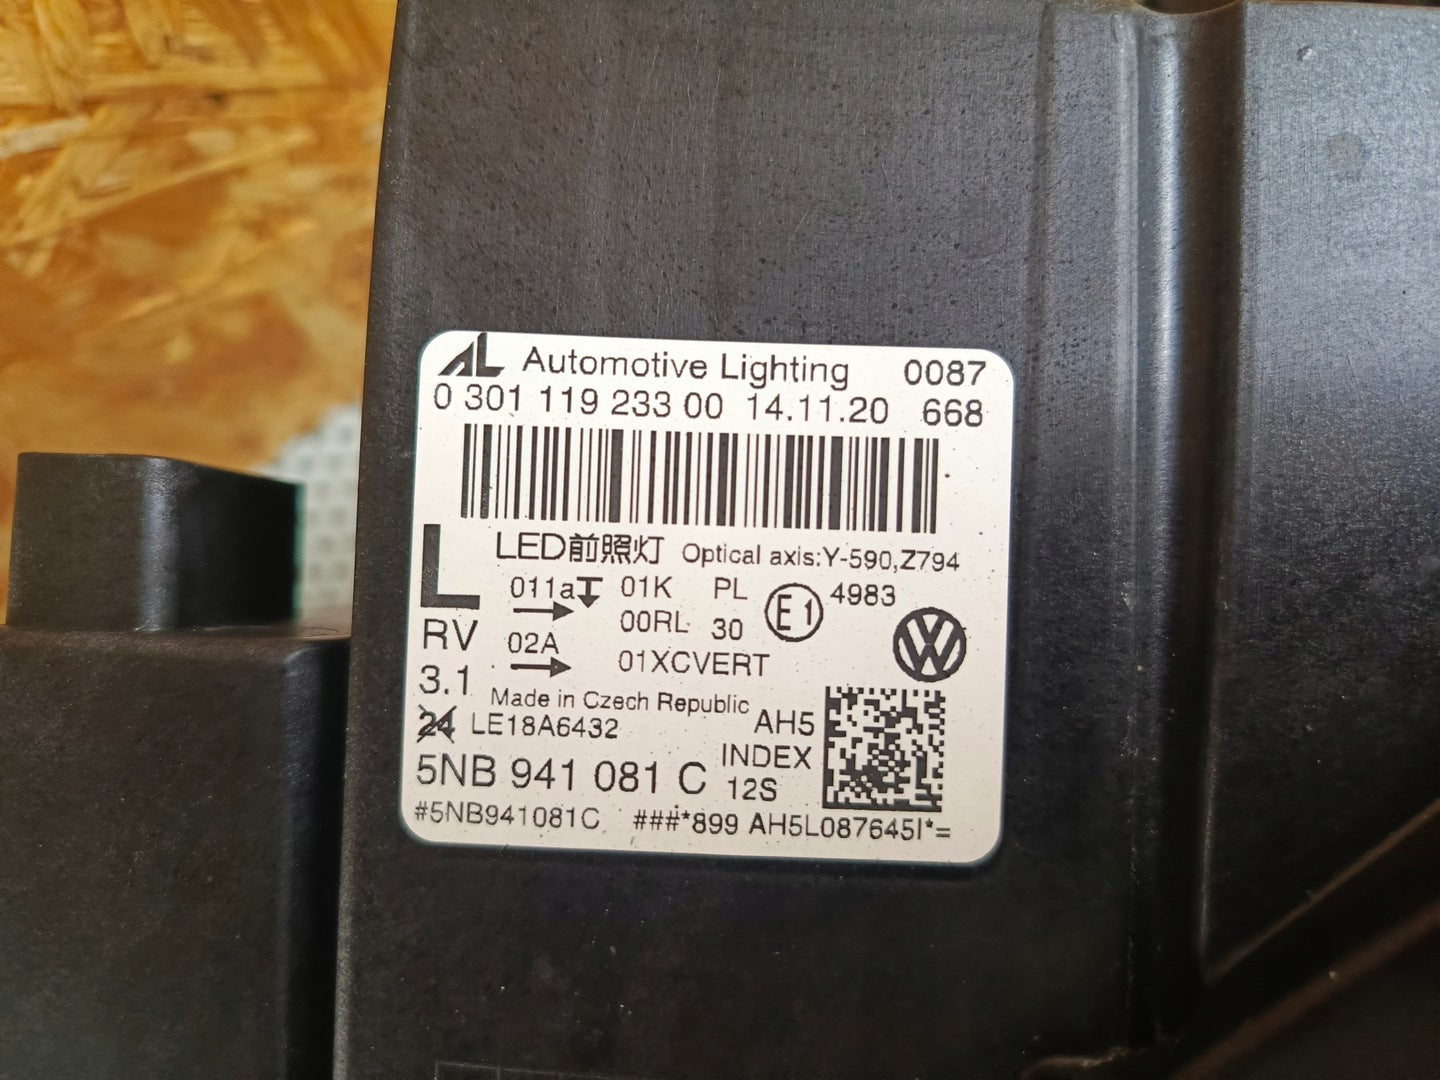 AL Automotive Lighting 0087
0 301 119 233 00 14.11.20 668
L LED前照灯 Optical axis:Y-590,Z794
011a 01K PL E1 4983
00RL 30
RV 02A 01XCVERT
3.1 Made in Czech Republic
24 LE18A6432 AH5
5NB 941 081 C INDEX
12S
#5NB941081C ###*899 AH5L087645I*=